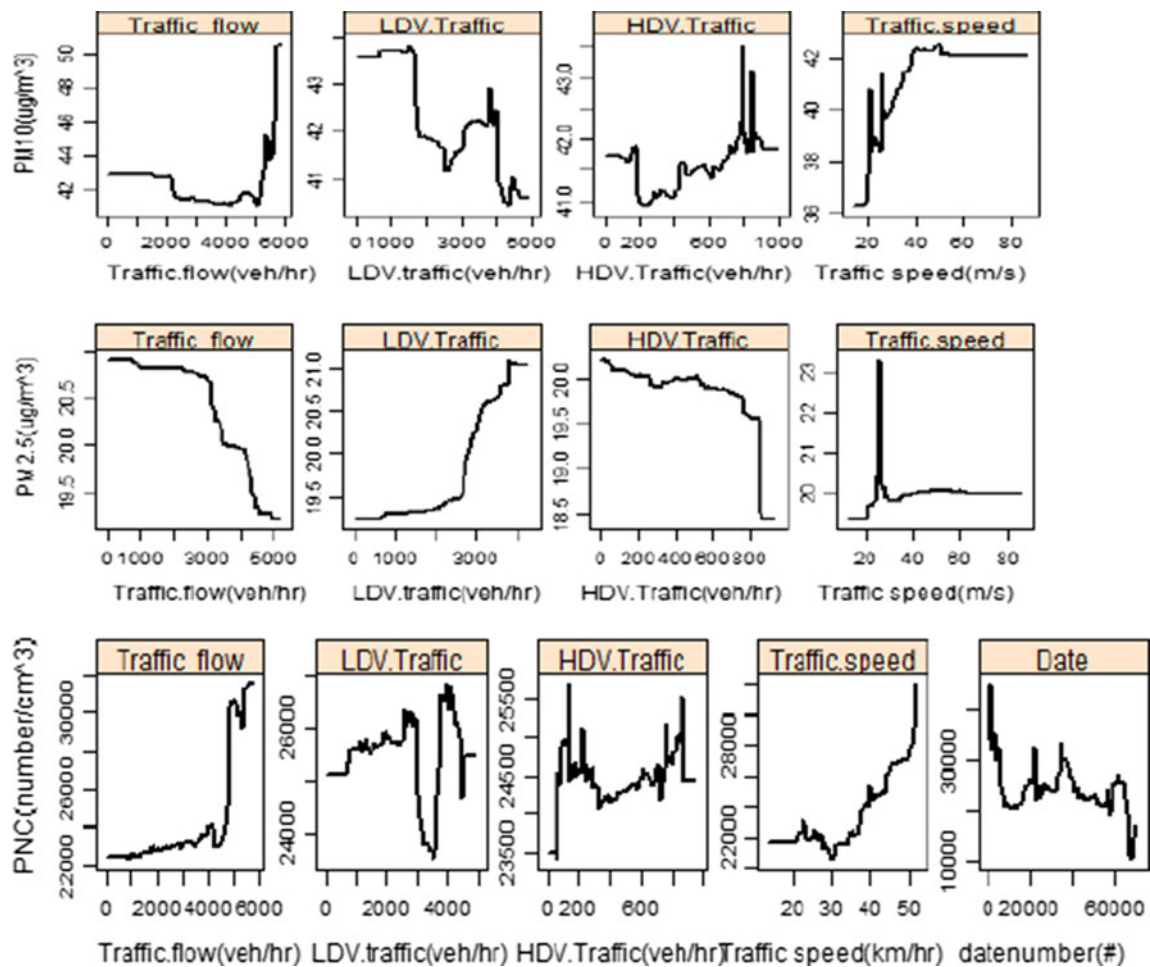 Traffic flow LDV.Traffic HDV.Traffic Traffic.speed
PM10(ug/m^3)
42 44 46 48 50
41 42 43
41.0 42.0 43.0
36 38 40 42
0 2000 4000 6000
0 1000 3000 5000
0 200 600 1000
20 40 60 80
Traffic.flow(veh/hr) LDV.traffic(veh/hr) HDV.Traffic(veh/hr) Traffic speed(m/s)
Traffic flow LDV.Traffic HDV.Traffic Traffic.speed
PM2.5(ug/m^3)
19.5 20.0 20.5
19.5 20.0 20.5 21.0
18.5 19.0 19.5 20.0
20 21 22 23
0 1000 3000 5000
0 1000 3000
0 200 400 600 800
20 40 60 80
Traffic.flow(veh/hr) LDV.traffic(veh/hr) HDV.Traffic(veh/hr) Traffic speed(m/s)
Traffic flow LDV.Traffic HDV.Traffic Traffic.speed Date
PNC(number/cm^3)
22000 24000 26000 30000
24000 26000
23500 24500 25500
22000 28000
10000 30000
0 2000 4000 6000
0 2000 4000
0 200 600
20 30 40 50
0 20000 60000
Traffic.flow(veh/hr) LDV.traffic(veh/hr) HDV.Traffic(veh/hr) Traffic speed(km/hr) datenumber(#)